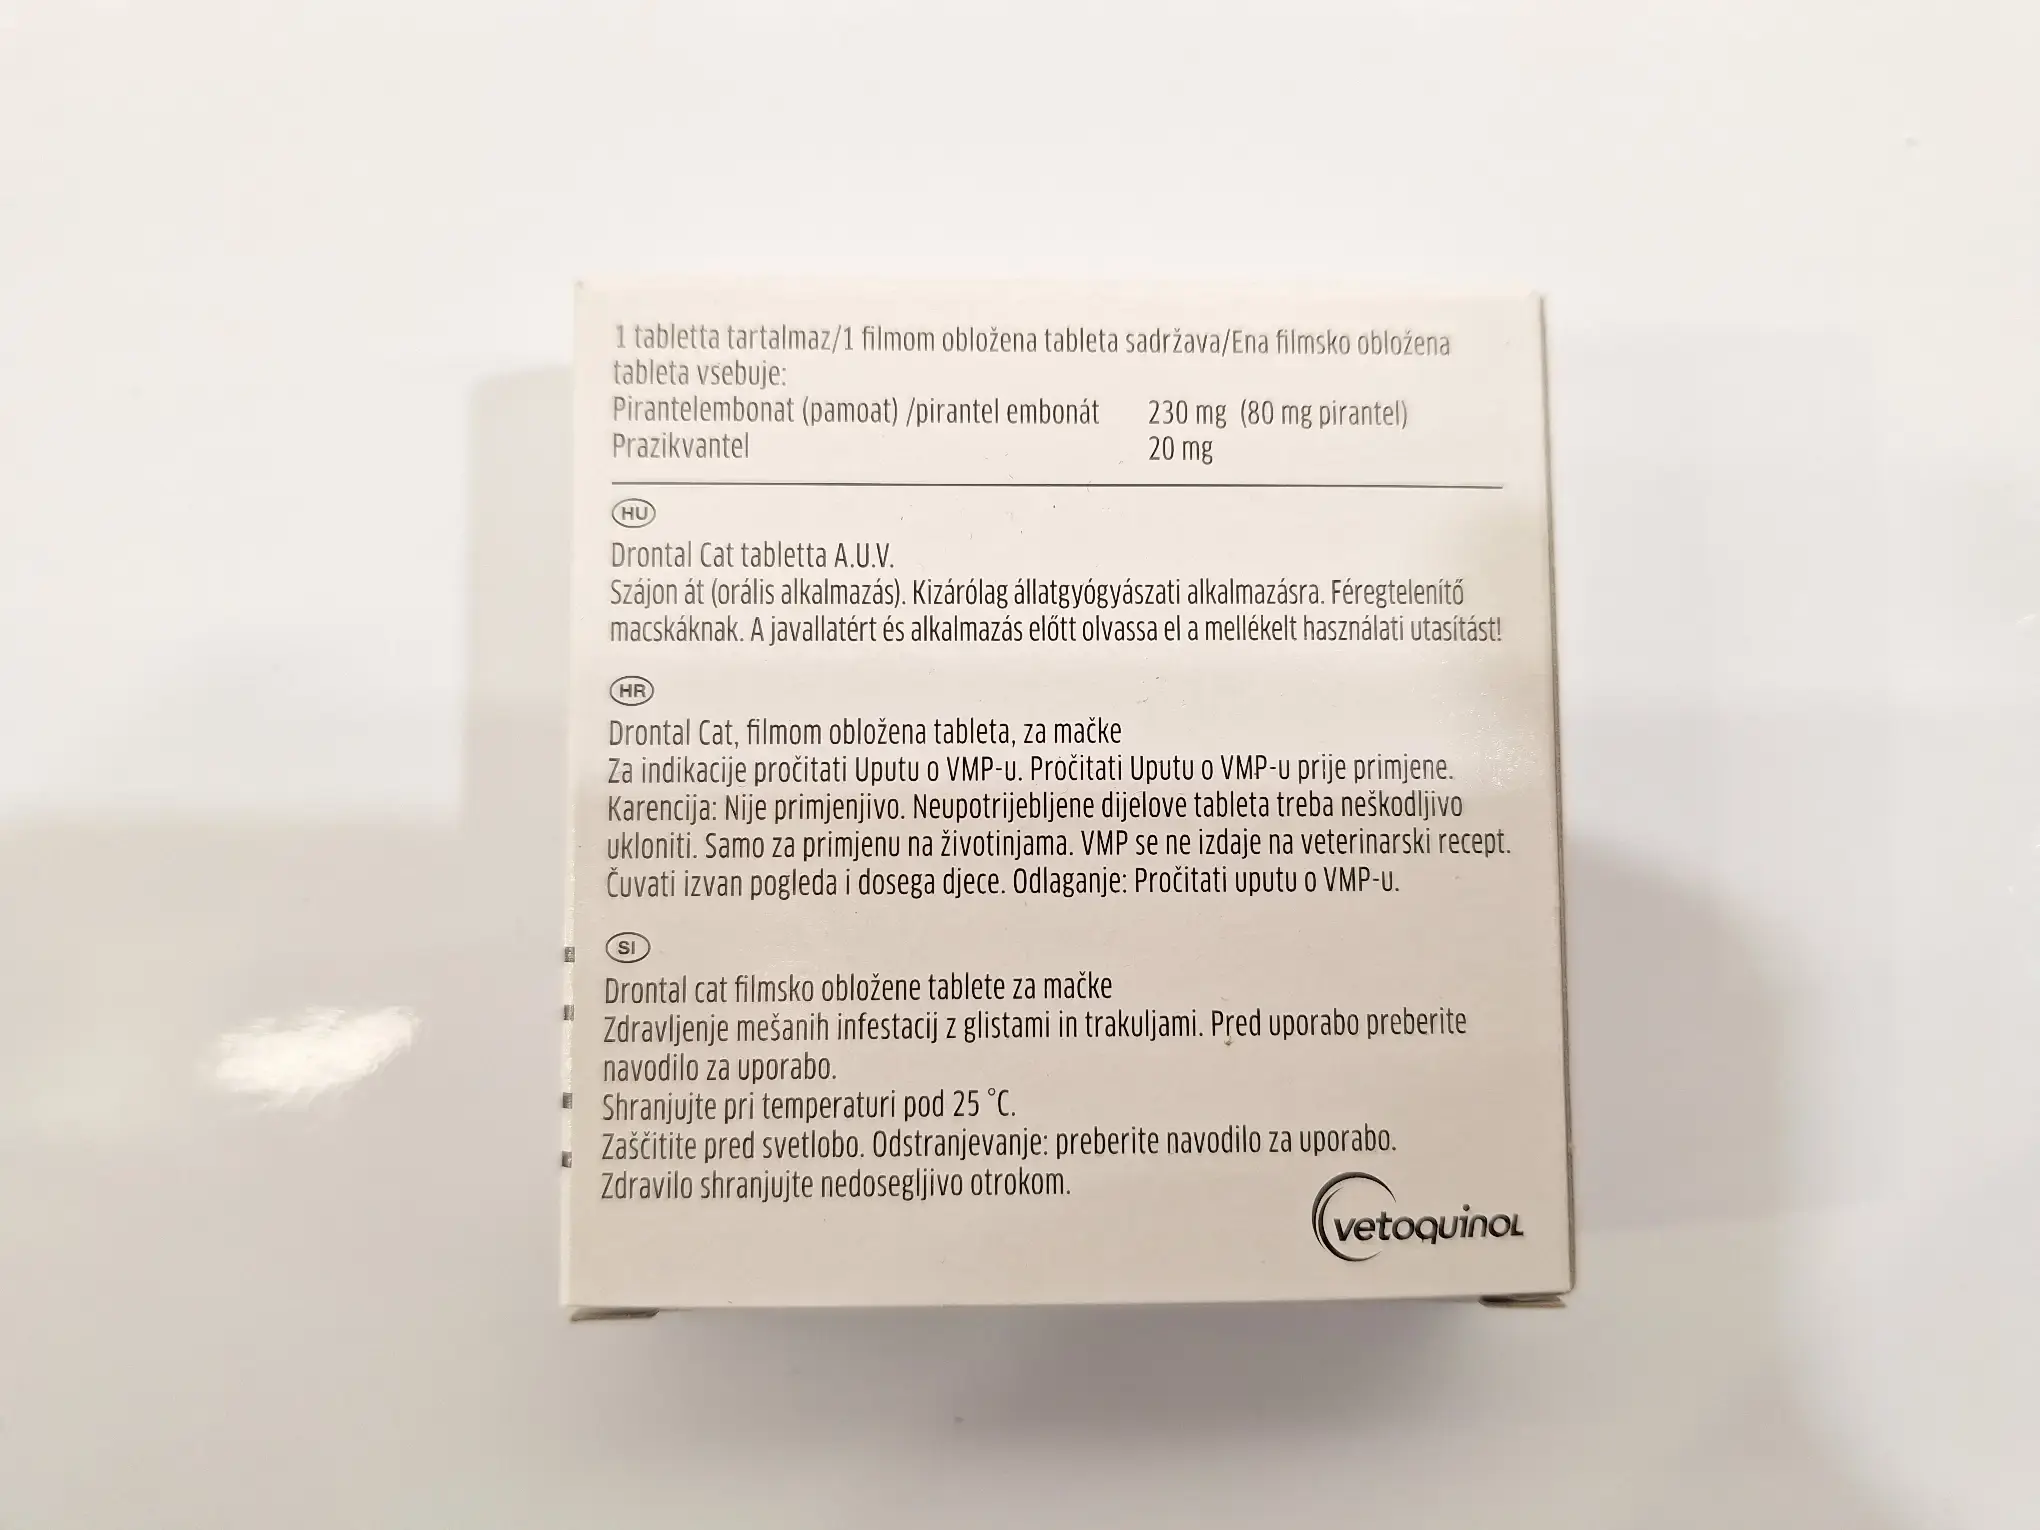 1 tabletta tartalmaz/1 filmom obložena tableta sadržava/Ena filmsko obložena
tableta vsebuje:
Pirantelembonat (pamoat) /pirantel embonát 230 mg (80 mg pirantel)
Prazikvantel 20 mg
HU
Drontal Cat tabletta A.U.V.
Szájon át (orális alkalmazás). Kizárólag állatgyógyászati alkalmazásra. Féregtelenítő
macskáknak. A javallatért és alkalmazás előtt olvassa el a mellékelt használati utasítást!
HR
Drontal Cat, filmom obložena tableta, za mačke
Za indikacije pročitati Uputu o VMP-u. Pročitati Uputu o VMP-u prije primjene.
Karencija: Nije primjenjivo. Neupotrijebljene dijelove tableta treba neškodljivo
ukloniti. Samo za primjenu na životinjama. VMP se ne izdaje na veterinarski recept.
Čuvati izvan pogleda i dosega djece. Odlaganje: Pročitati uputu o VMP-u.
SI
Drontal cat filmsko obložene tablete za mačke
Zdravljenje mešanih infestacij z glistami in trakuljami. Pred uporabo preberite
navodilo za uporabo.
Shranjujte pri temperaturi pod 25 °C.
Zaščitite pred svetlobo. Odstranjevanje: preberite navodilo za uporabo.
Zdravilo shranjujte nedosegljivo otrokom.
vetoquinol